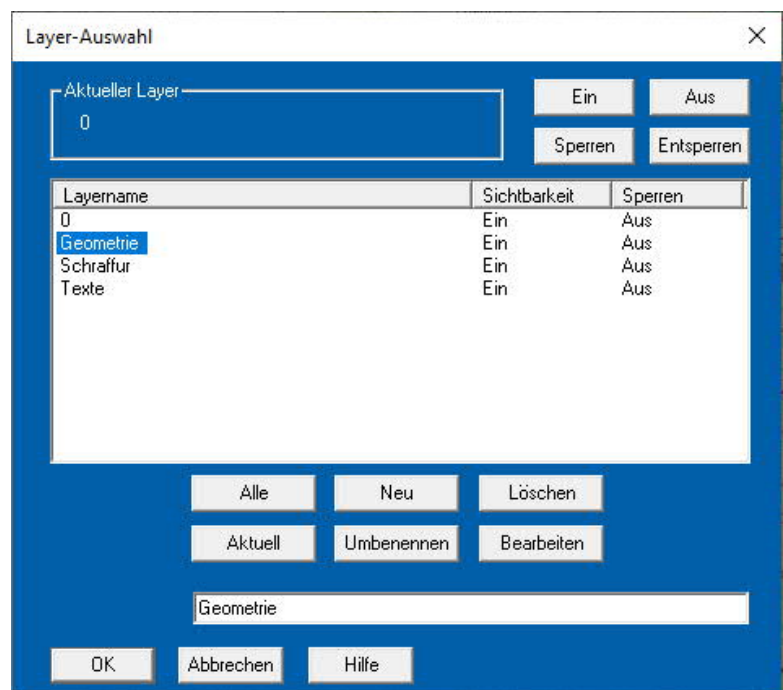 Layer-Auswahl
Aktueller Layer
0
Ein Aus
Sperren Entsperren
Layername Sichtbarkeit Sperren
0 Ein Aus
Geometrie Ein Aus
Schraffur Ein Aus
Texte Ein Aus
Alle Neu Löschen
Aktuell Umbenennen Bearbeiten
Geometrie
OK Abbrechen Hilfe